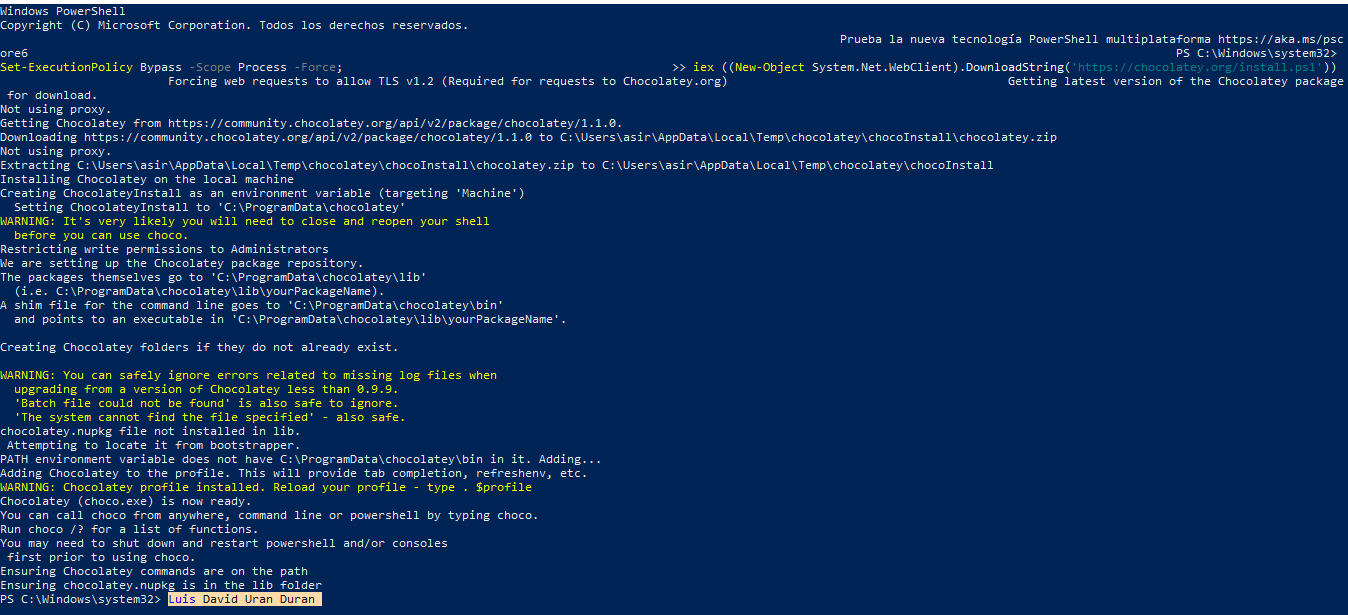 Windows PowerShell
Copyright (C) Microsoft Corporation. Todos los derechos reservados.
Prueba la nueva tecnología PowerShell multiplataforma https://aka.ms/psc
ore6
PS C:\Windows\system32>
Set-ExecutionPolicy Bypass -Scope Process -Force; >> iex ((New-Object System.Net.WebClient).DownloadString('https://chocolatey.org/install.ps1'))
Forcing web requests to allow TLS v1.2 (Required for requests to Chocolatey.org) Getting latest version of the Chocolatey package
for download.
Not using proxy.
Getting Chocolatey from https://community.chocolatey.org/api/v2/package/chocolatey/1.1.0.
Downloading https://community.chocolatey.org/api/v2/package/chocolatey/1.1.0 to C:\Users\asir\AppData\Local\Temp\chocolatey\chocoInstall\chocolatey.zip
Not using proxy.
Extracting C:\Users\asir\AppData\Local\Temp\chocolatey\chocoInstall\chocolatey.zip to C:\Users\asir\AppData\Local\Temp\chocolatey\chocoInstall
Installing Chocolatey on the local machine
Creating ChocolateyInstall as an environment variable (targeting 'Machine')
Setting ChocolateyInstall to 'C:\ProgramData\chocolatey'
WARNING: It's very likely you will need to close and reopen your shell
before you can use choco.
Restricting write permissions to Administrators
We are setting up the Chocolatey package repository.
The packages themselves go to 'C:\ProgramData\chocolatey\lib'
(i.e. C:\ProgramData\chocolatey\lib\yourPackageName).
A shim file for the command line goes to 'C:\ProgramData\chocolatey\bin'
and points to an executable in 'C:\ProgramData\chocolatey\lib\yourPackageName'.
Creating Chocolatey folders if they do not already exist.
WARNING: You can safely ignore errors related to missing log files when
upgrading from a version of Chocolatey less than 0.9.9.
'Batch file could not be found' is also safe to ignore.
'The system cannot find the file specified' - also safe.
chocolatey.nupkg file not installed in lib.
Attempting to locate it from bootstrapper.
PATH environment variable does not have C:\ProgramData\chocolatey\bin in it. Adding...
Adding Chocolatey to the profile. This will provide tab completion, refreshenv, etc.
WARNING: Chocolatey profile installed. Reload your profile - type . $profile
Chocolatey (choco.exe) is now ready.
You can call choco from anywhere, command line or powershell by typing choco.
Run choco /? for a list of functions.
You may need to shut down and restart powershell and/or consoles
first prior to using choco.
Ensuring Chocolatey commands are on the path
Ensuring chocolatey.nupkg is in the lib folder
PS C:\Windows\system32> Luis David Uran Duran